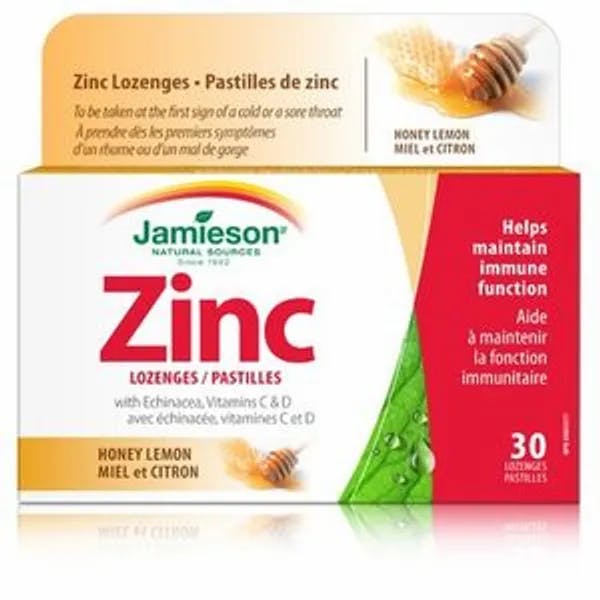 Zinc Lozenges • Pastilles de zinc
To be taken at the first sign of a cold or a sore throat
À prendre dès les premiers symptômes
d'un rhume ou d'un mal de gorge
HONEY LEMON
MIEL et CITRON
Jamieson
NATURAL SOURCES
Since 1922
Zinc
LOZENGES / PASTILLES
with Echinacea, Vitamins C & D
avec échinacée, vitamines C et D
HONEY LEMON
MIEL et CITRON
Helps
maintain
immune
function
Aide
à maintenir
la fonction
immunitaire
30
LOZENGES
PASTILLES